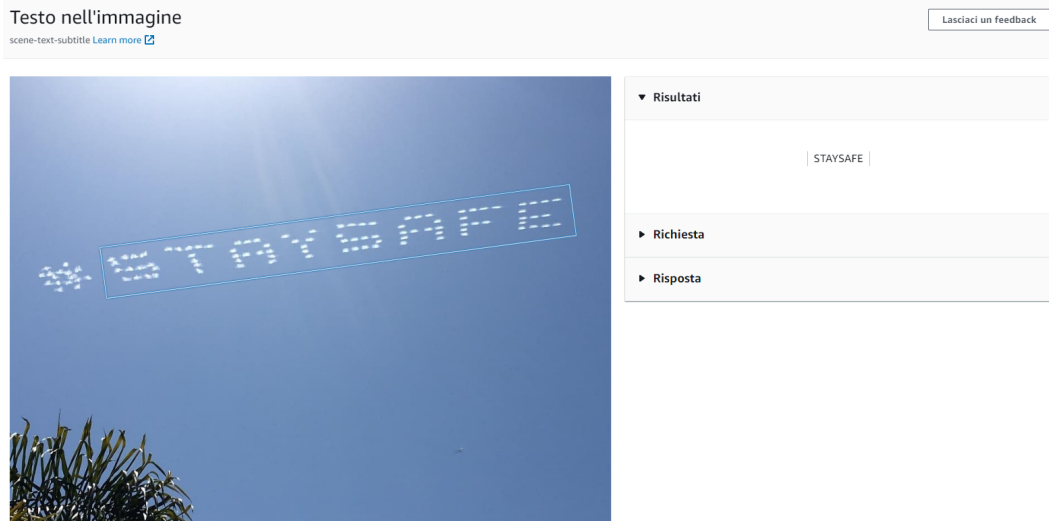 Testo nell'immagine
Lasciaci un feedback
scene-text-subtitle Learn more
▼ Risultati
#STAYSAFE
| STAYSAFE |
▶ Richiesta
▶ Risposta